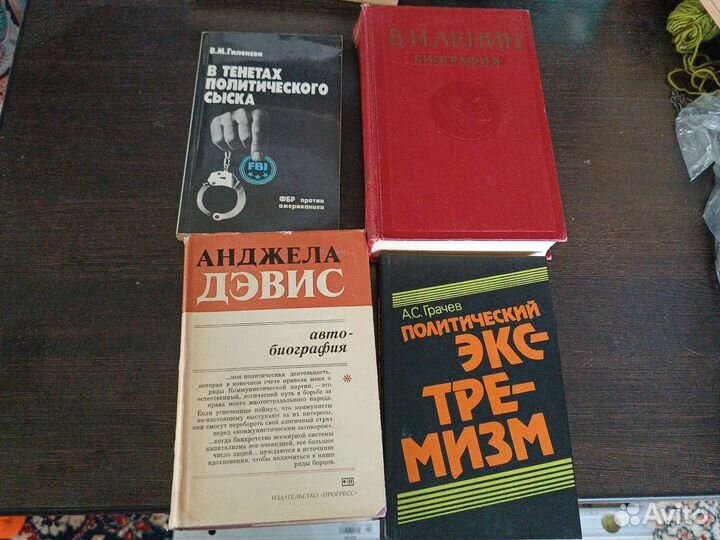 В.М.Гиленсен
В ТЕНЕТАХ
ПОЛИТИЧЕСКОГО
СЫСКА
FBI
ФБР против
американцев
В.И.ЛЕНИН
БИОГРАФИЯ
АНДЖЕЛА
ДЭВИС
авто-
биография
...моя политическая деятельность,
которая в конечном счете привела меня в
ряды Коммунистической партии, — это
естественный, логический путь в борьбе за
права моего многострадального народа.
Если угнетенные поймут, что коммунисты
по-настоящему выступают за их интересы,
они смогут перебороть свой алогичный страх
перед «коммунистическим заговором».
...когда банкротство всемирной системы
капитализма все очевидней, все большее
число людей... нуждаются в источнике
вдохновения, чтобы включиться в наши
ряды борцов.
ИЗДАТЕЛЬСТВО «ПРОГРЕСС»
А.С.Грачев
ПОЛИТИЧЕСКИЙ
ЭКС-
ТРЕ-
МИЗМ
Avito